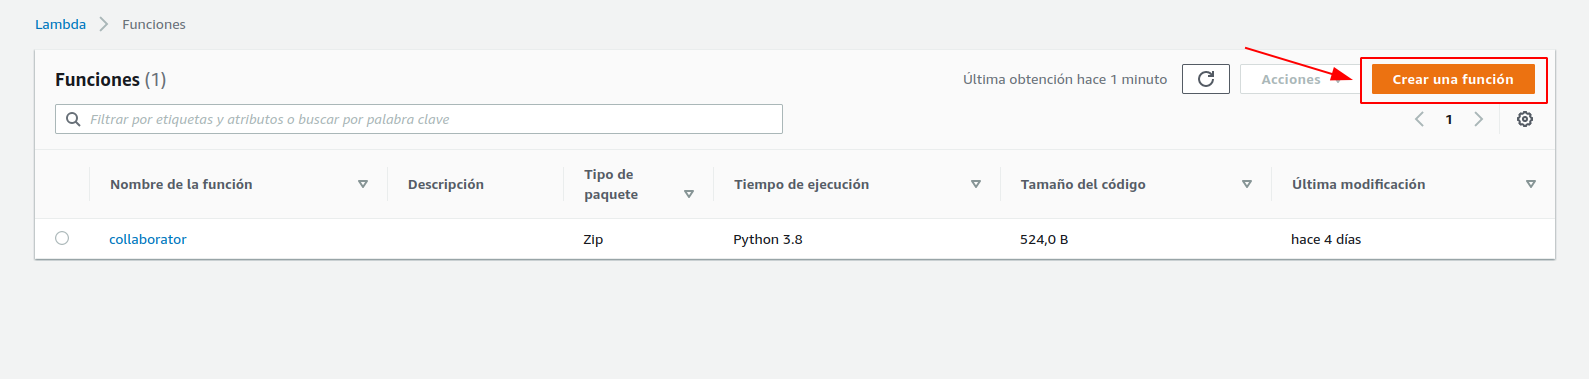 Lambda Funciones
Funciones (1)
Última obtención hace 1 minuto
Acciones
Crear una función
Filtrar por etiquetas y atributos o buscar por palabra clave
1
Nombre de la función
Descripción
Tipo de
paquete
Tiempo de ejecución
Tamaño del código
Última modificación
collaborator
Zip
Python 3.8
524,0 B
hace 4 días